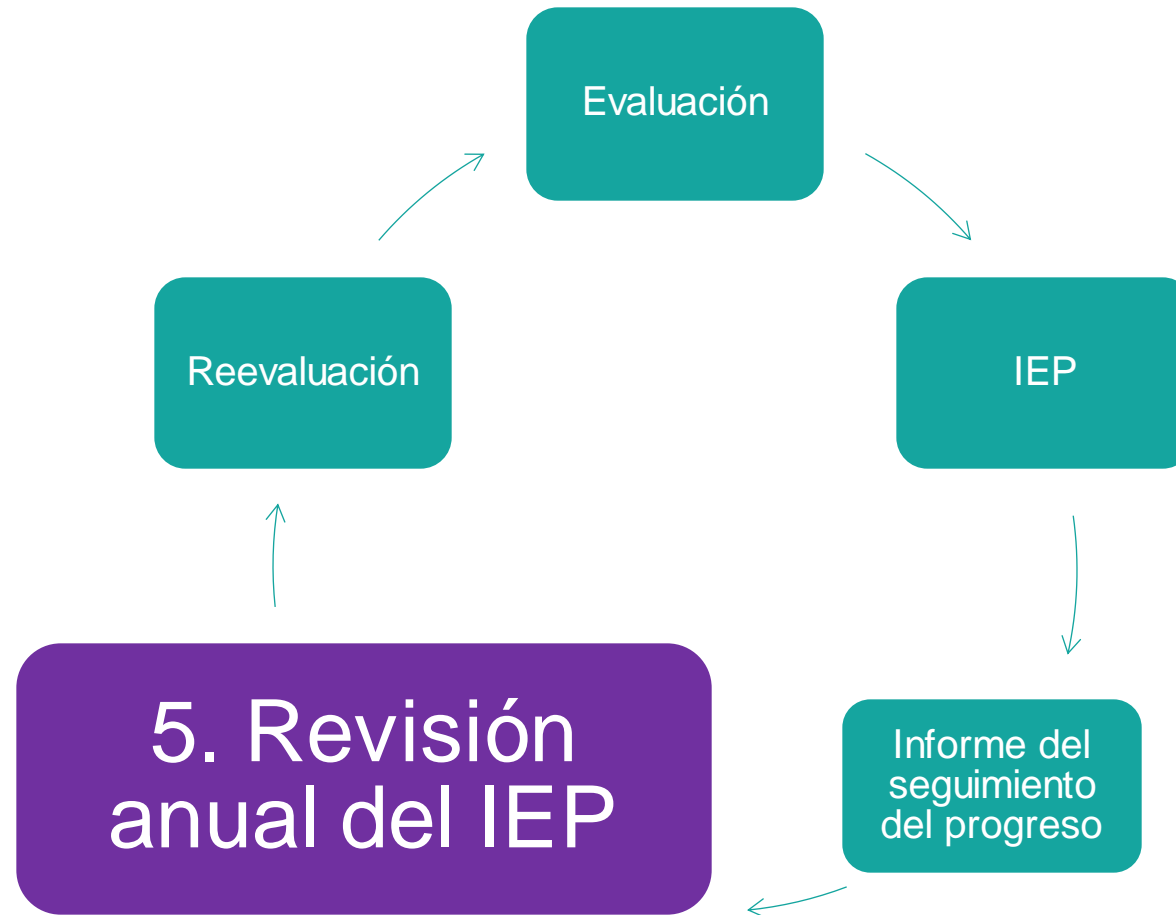 Evaluación
IEP
Informe del
seguimiento
del progreso
5. Revisión
anual del IEP
Reevaluación